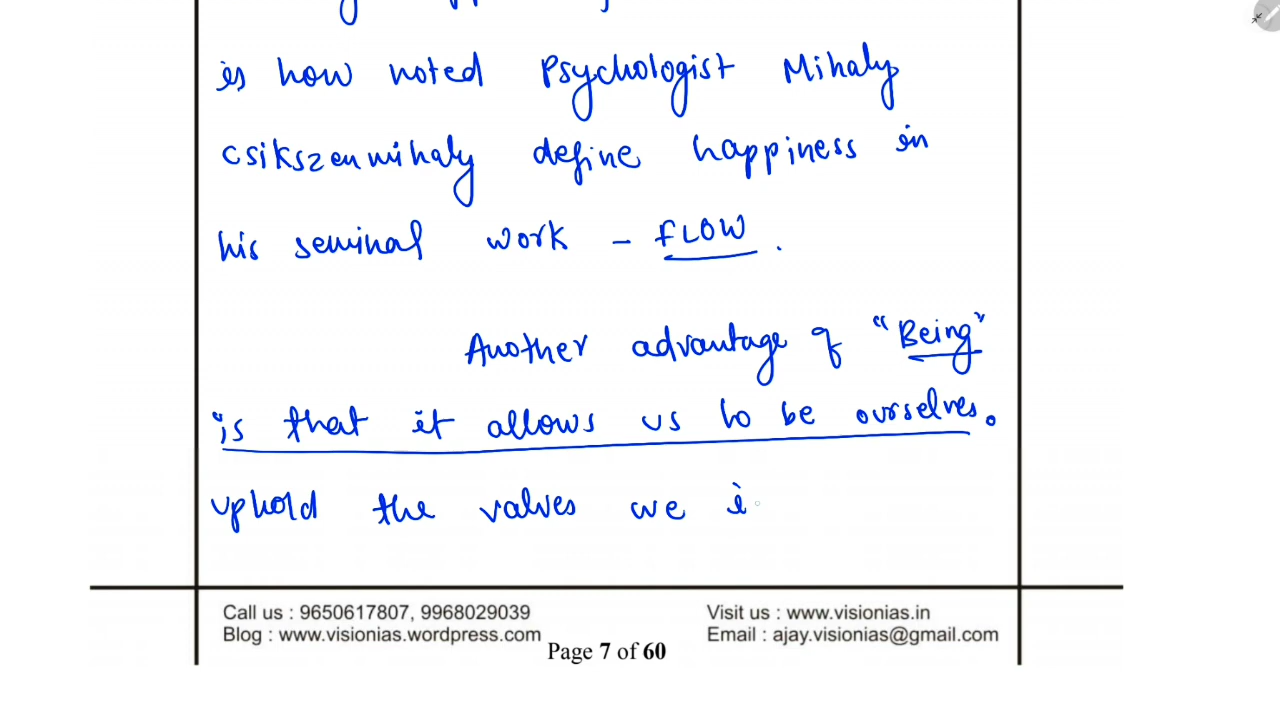 is how noted Psychologist Mihaly
csikszenmihaly define happiness in
his seminal work - FLOW.
Another advantage of "Being"
is that it allows us to be ourselves.
uphold the values we i
Call us : 9650617807, 9968029039 Visit us : www.visionias.in
Blog : www.visionias.wordpress.com Email : ajay.visionias@gmail.com
Page 7 of 60